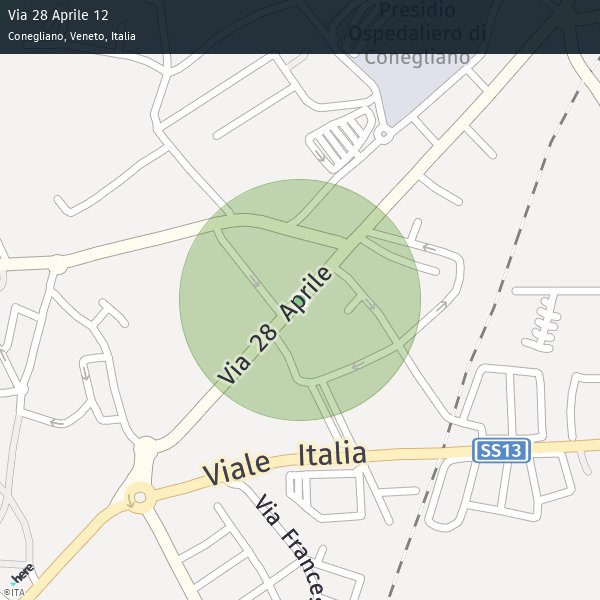 Via 28 Aprile 12
Conegliano, Veneto, Italia
Presidio
Ospedaliero di
Conegliano
Via 28 Aprile
Viale Italia
SS13
Via Frances
here
©ITA